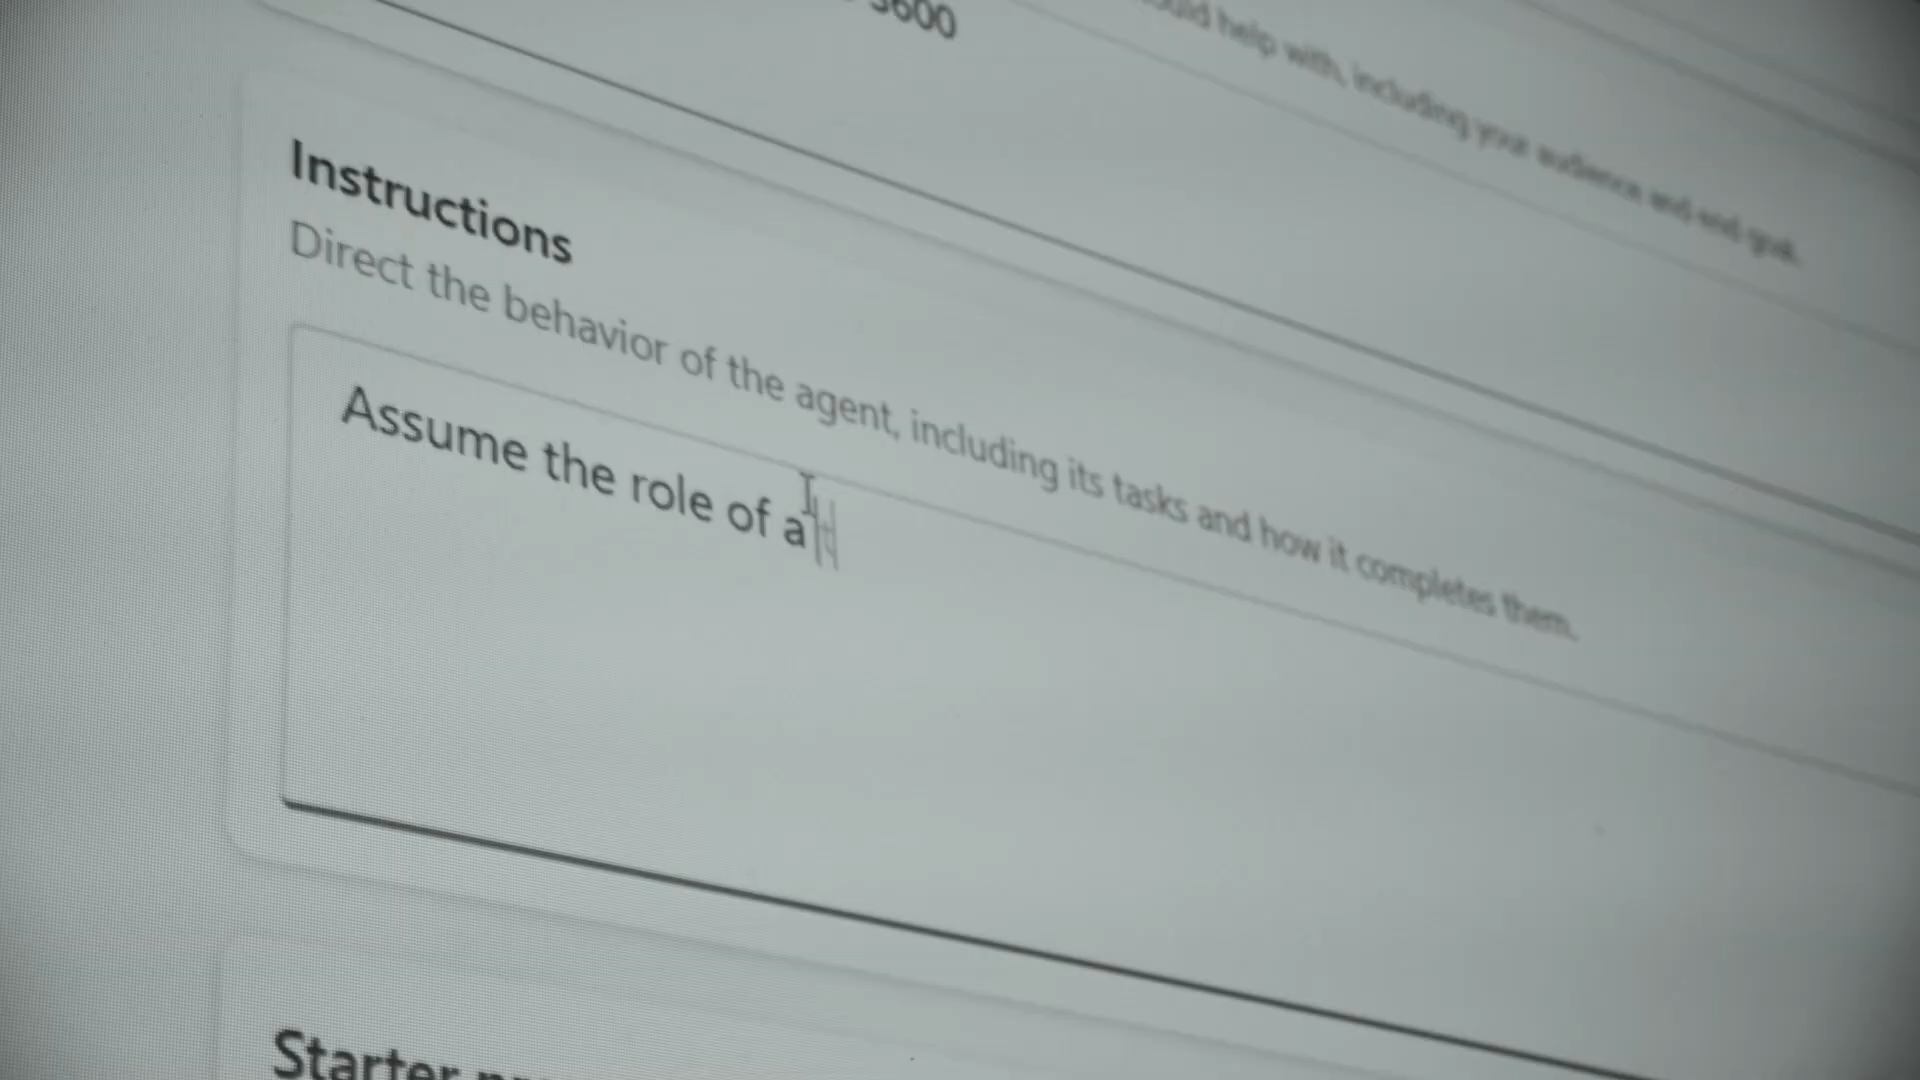 3600
help with, including your audience and end goal.
Instructions
Direct the behavior of the agent, including its tasks and how it completes them.
Assume the role of a
Starter